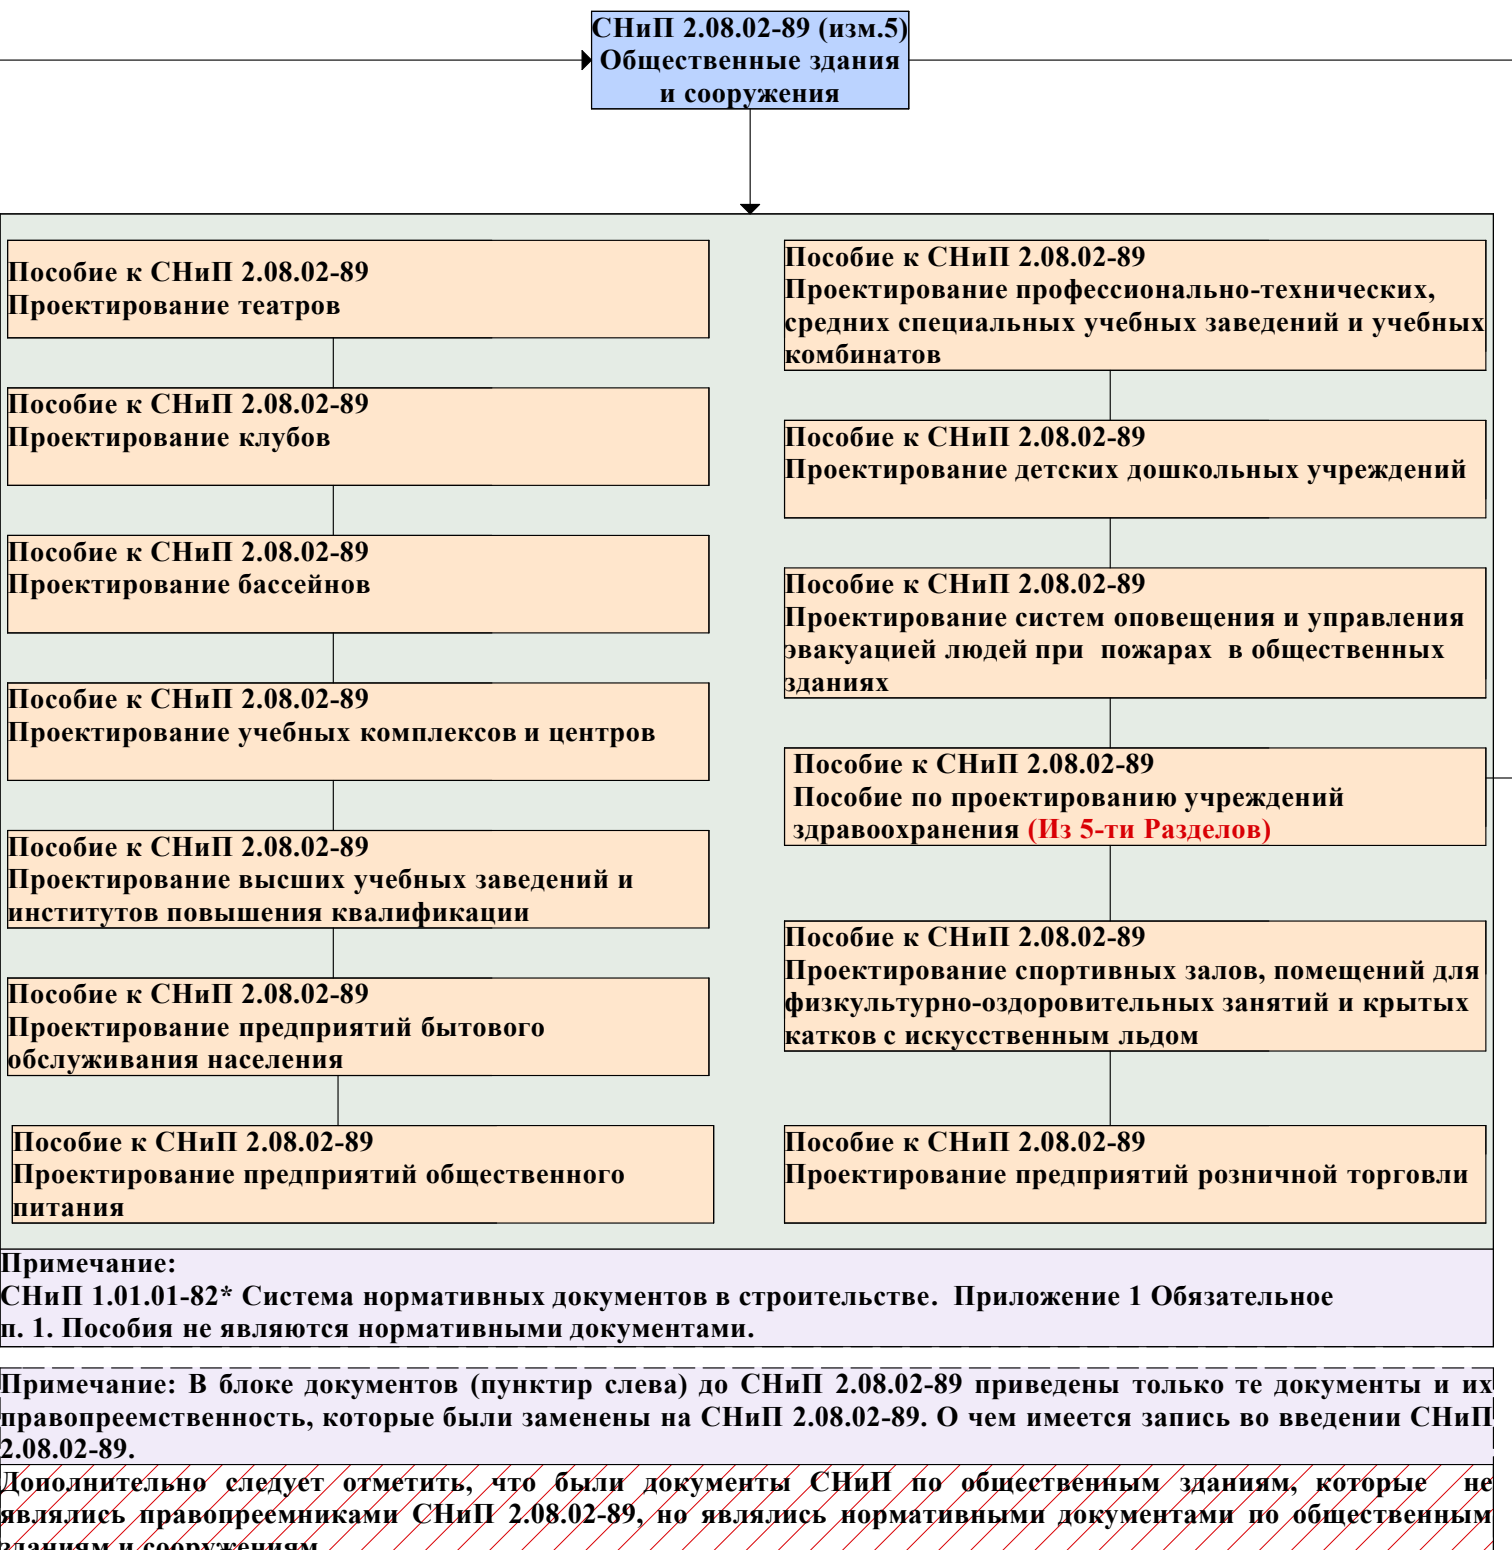 СНиП 2.08.02-89 (изм.5)
Общественные здания
и сооружения
Пособие к СНиП 2.08.02-89
Проектирование театров
Пособие к СНиП 2.08.02-89
Проектирование клубов
Пособие к СНиП 2.08.02-89
Проектирование бассейнов
Пособие к СНиП 2.08.02-89
Проектирование учебных комплексов и центров
Пособие к СНиП 2.08.02-89
Проектирование высших учебных заведений и
институтов повышения квалификации
Пособие к СНиП 2.08.02-89
Проектирование предприятий бытового
обслуживания населения
Пособие к СНиП 2.08.02-89
Проектирование предприятий общественного
питания
Пособие к СНиП 2.08.02-89
Проектирование профессионально-технических,
средних специальных учебных заведений и учебных
комбинатов
Пособие к СНиП 2.08.02-89
Проектирование детских дошкольных учреждений
Пособие к СНиП 2.08.02-89
Проектирование систем оповещения и управления
эвакуацией людей при пожарах в общественных
зданиях
Пособие к СНиП 2.08.02-89
Пособие по проектированию учреждений
здравоохранения (Из 5-ти Разделов)
Пособие к СНиП 2.08.02-89
Проектирование спортивных залов, помещений для
физкультурно-оздоровительных занятий и крытых
катков с искусственным льдом
Пособие к СНиП 2.08.02-89
Проектирование предприятий розничной торговли
Примечание:
СНиП 1.01.01-82* Система нормативных документов в строительстве. Приложение 1 Обязательное
п. 1. Пособия не являются нормативными документами.
Примечание: В блоке документов (пунктир слева) до СНиП 2.08.02-89 приведены только те документы и их
правопреемственность, которые были заменены на СНиП 2.08.02-89. О чем имеется запись во введении СНиП
2.08.02-89.
Дополнительно следует отметить, что были документы СНиП по общественным зданиям, которые не
являлись правопреемниками СНиП 2.08.02-89, но являлись нормативными документами по общественным
зданиям и сооружениям